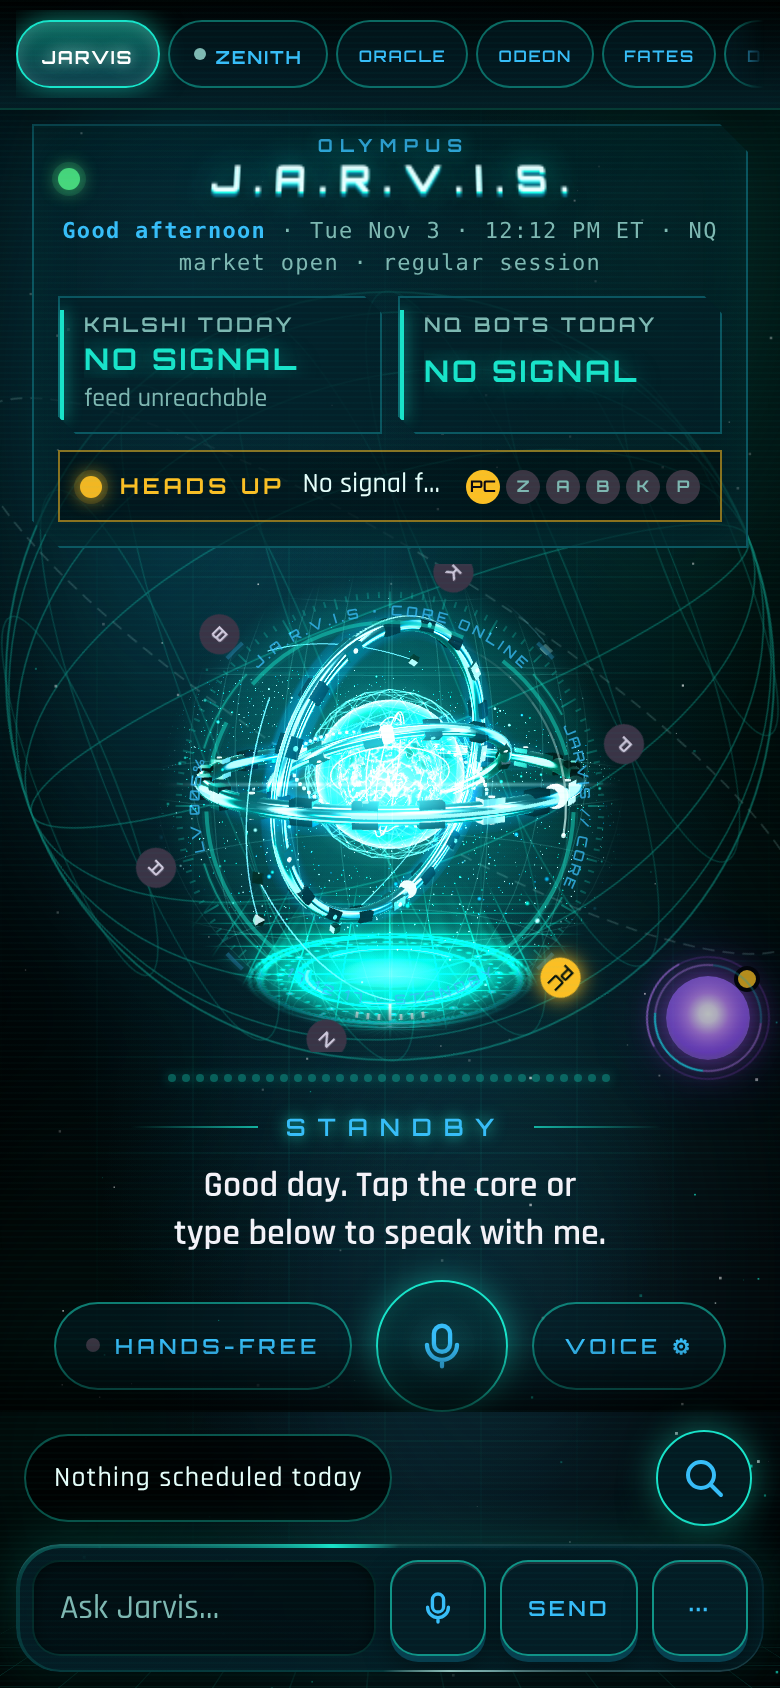 JARVIS
ZENITH
ORACLE
ODEON
FATES
OLYMPUS
J.A.R.V.I.S.
Good afternoon · Tue Nov 3 · 12:12 PM ET · NQ
market open · regular session
KALSHI TODAY
NO SIGNAL
feed unreachable
NQ BOTS TODAY
NO SIGNAL
HEADS UP No signal f... PC Z A B K P
K
B
J.A.R.V.I.S · CORE ONLINE
JARVIS // CORE
PC
Z
STANDBY
Good day. Tap the core or
type below to speak with me.
HANDS-FREE
VOICE ⚙
Nothing scheduled today
Ask Jarvis...
SEND
...